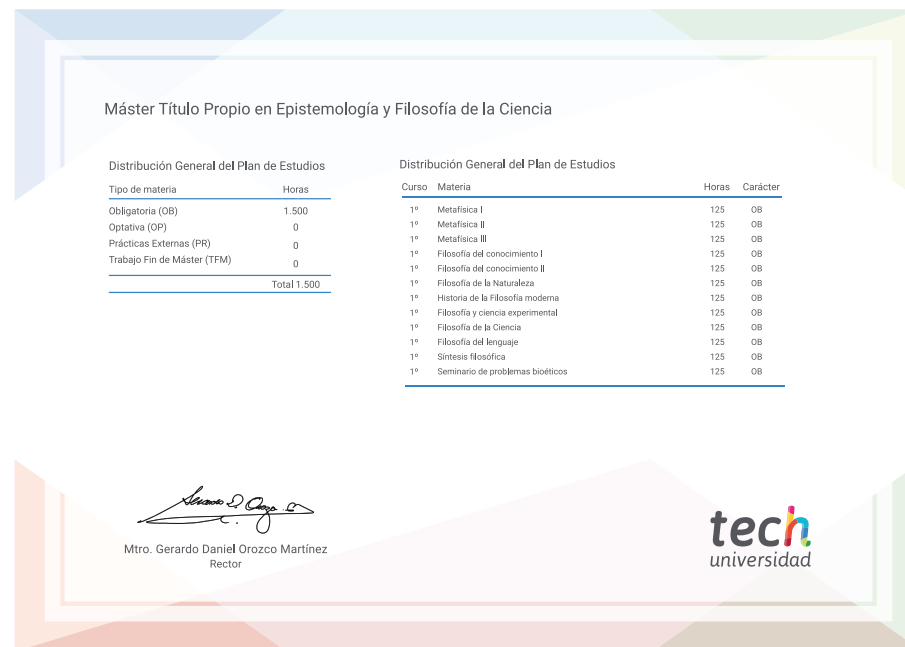 Máster Título Propio en Epistemología y Filosofía de la Ciencia
Distribución General del Plan de Estudios
Tipo de materia Horas
Obligatoria (OB) 1.500
Optativa (OP) 0
Prácticas Externas (PR) 0
Trabajo Fin de Máster (TFM) 0
Total 1.500
Distribución General del Plan de Estudios
Curso Materia Horas Carácter
1º Metafísica I 125 OB
1º Metafísica II 125 OB
1º Metafísica III 125 OB
1º Filosofía del conocimiento I 125 OB
1º Filosofía del conocimiento II 125 OB
1º Filosofía de la Naturaleza 125 OB
1º Historia de la Filosofía moderna 125 OB
1º Filosofía y ciencia experimental 125 OB
1º Filosofía de la Ciencia 125 OB
1º Filosofía del lenguaje 125 OB
1º Síntesis filosófica 125 OB
1º Seminario de problemas bioéticos 125 OB
Mtro. Gerardo Daniel Orozco Martínez
Rector
tech
universidad